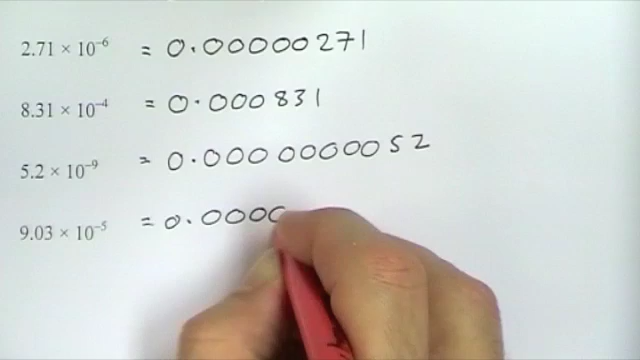 2.71 × 10⁻⁶ = 0.00000271
8.31 × 10⁻⁴ = 0.000831
5.2 × 10⁻⁹ = 0.0000000052
9.03 × 10⁻⁵ = 0.0000